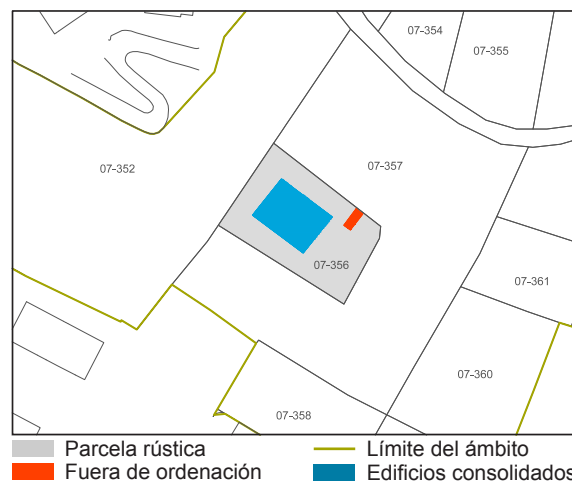 07-354
07-355
07-352
07-357
07-356
07-361
07-360
07-358
Parcela rústica
Límite del ámbito
Fuera de ordenación
Edificios consolidados